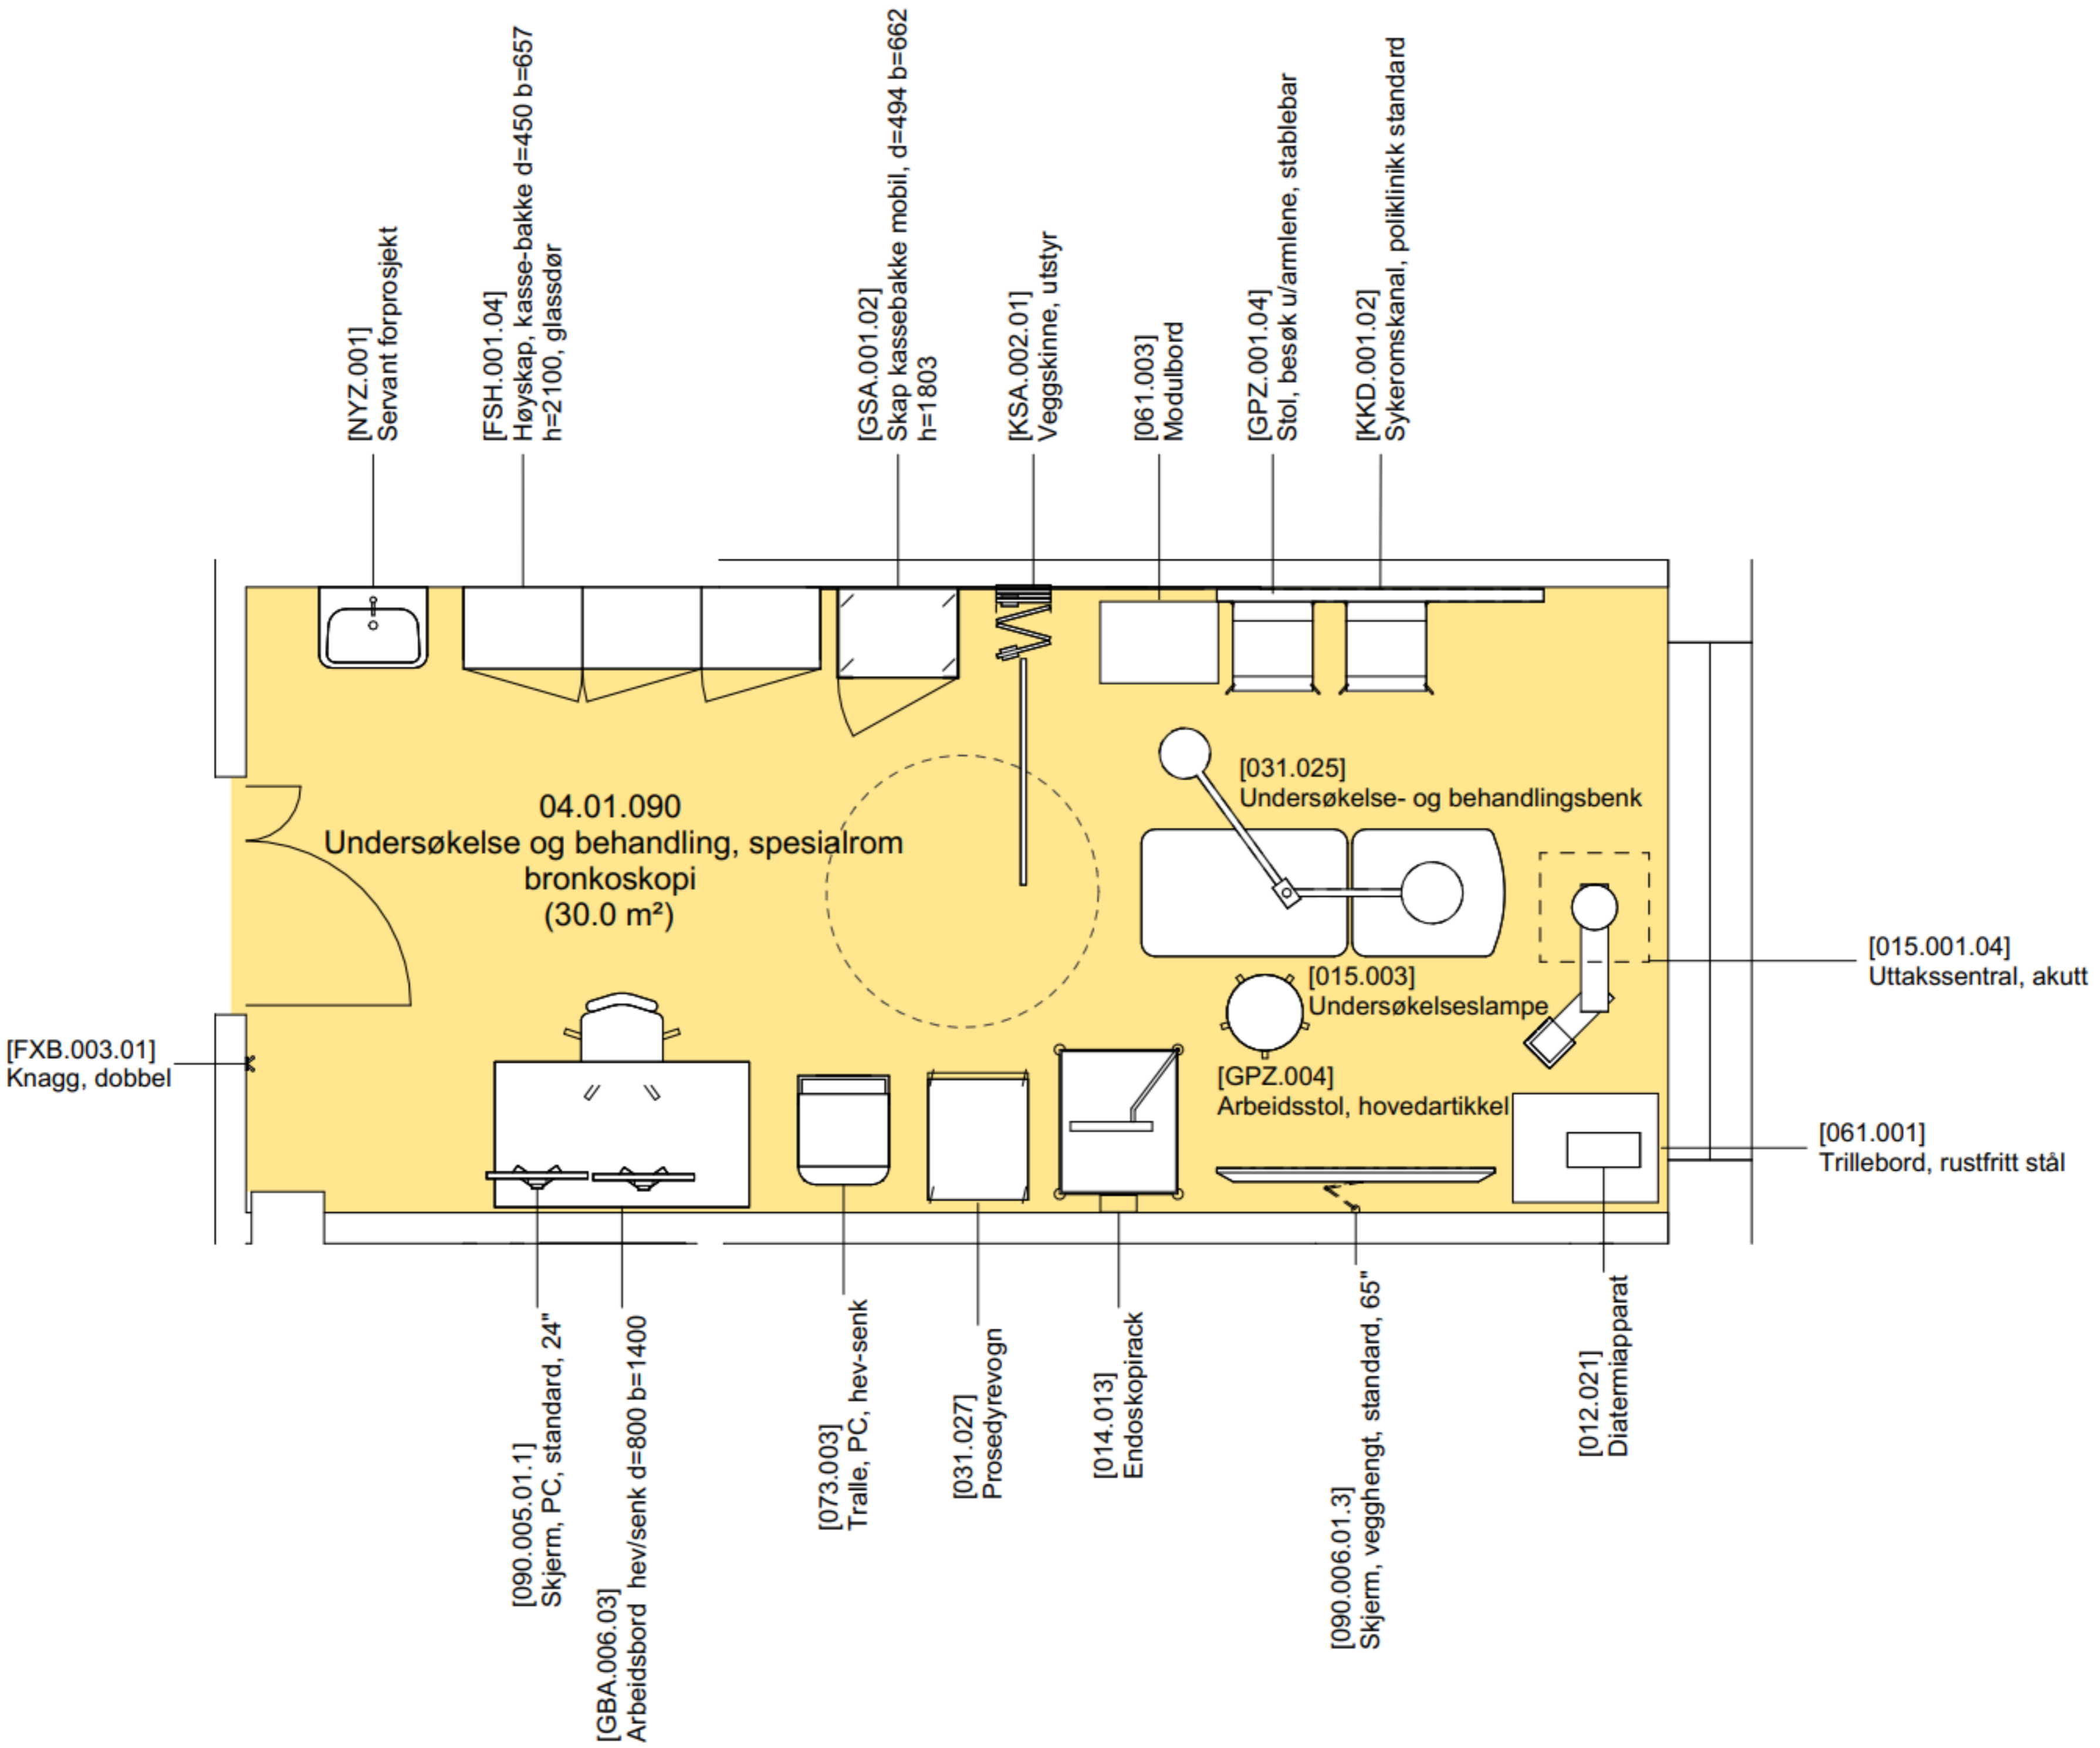 [NYZ.001]
Servant forprosjekt
[FSH.001.04]
Høyskap, kasse-bakke d=450 b=657
h=2100, glassdør
[GSA.001.02]
Skap kassebakke mobil, d=494 b=662
h=1803
[KSA.002.01]
Veggskinne, utstyr
[061.003]
Modulbord
[GPZ.001.04]
Stol, besøk u/armlene, stablebar
[KKD.001.02]
Sykeromskanal, poliklinikk standard
[031.025]
Undersøkelse- og behandlingsbenk
04.01.090
Undersøkelse og behandling, spesialrom
bronkoskopi
(30.0 m²)
[015.001.04]
Uttakssentral, akutt
[015.003]
Undersøkelseslampe
[FXB.003.01]
Knagg, dobbel
[GPZ.004]
Arbeidsstol, hovedartikkel
[061.001]
Trillebord, rustfritt stål
[090.005.01.1]
Skjerm, PC, standard, 24"
[GBA.006.03]
Arbeidsbord  hev/senk d=800 b=1400
[073.003]
Tralle, PC, hev-senk
[031.027]
Prosedyrevogn
[014.013]
Endoskopirack
[090.006.01.3]
Skjerm, vegghengt, standard, 65"
[012.021]
Diatermiapparat